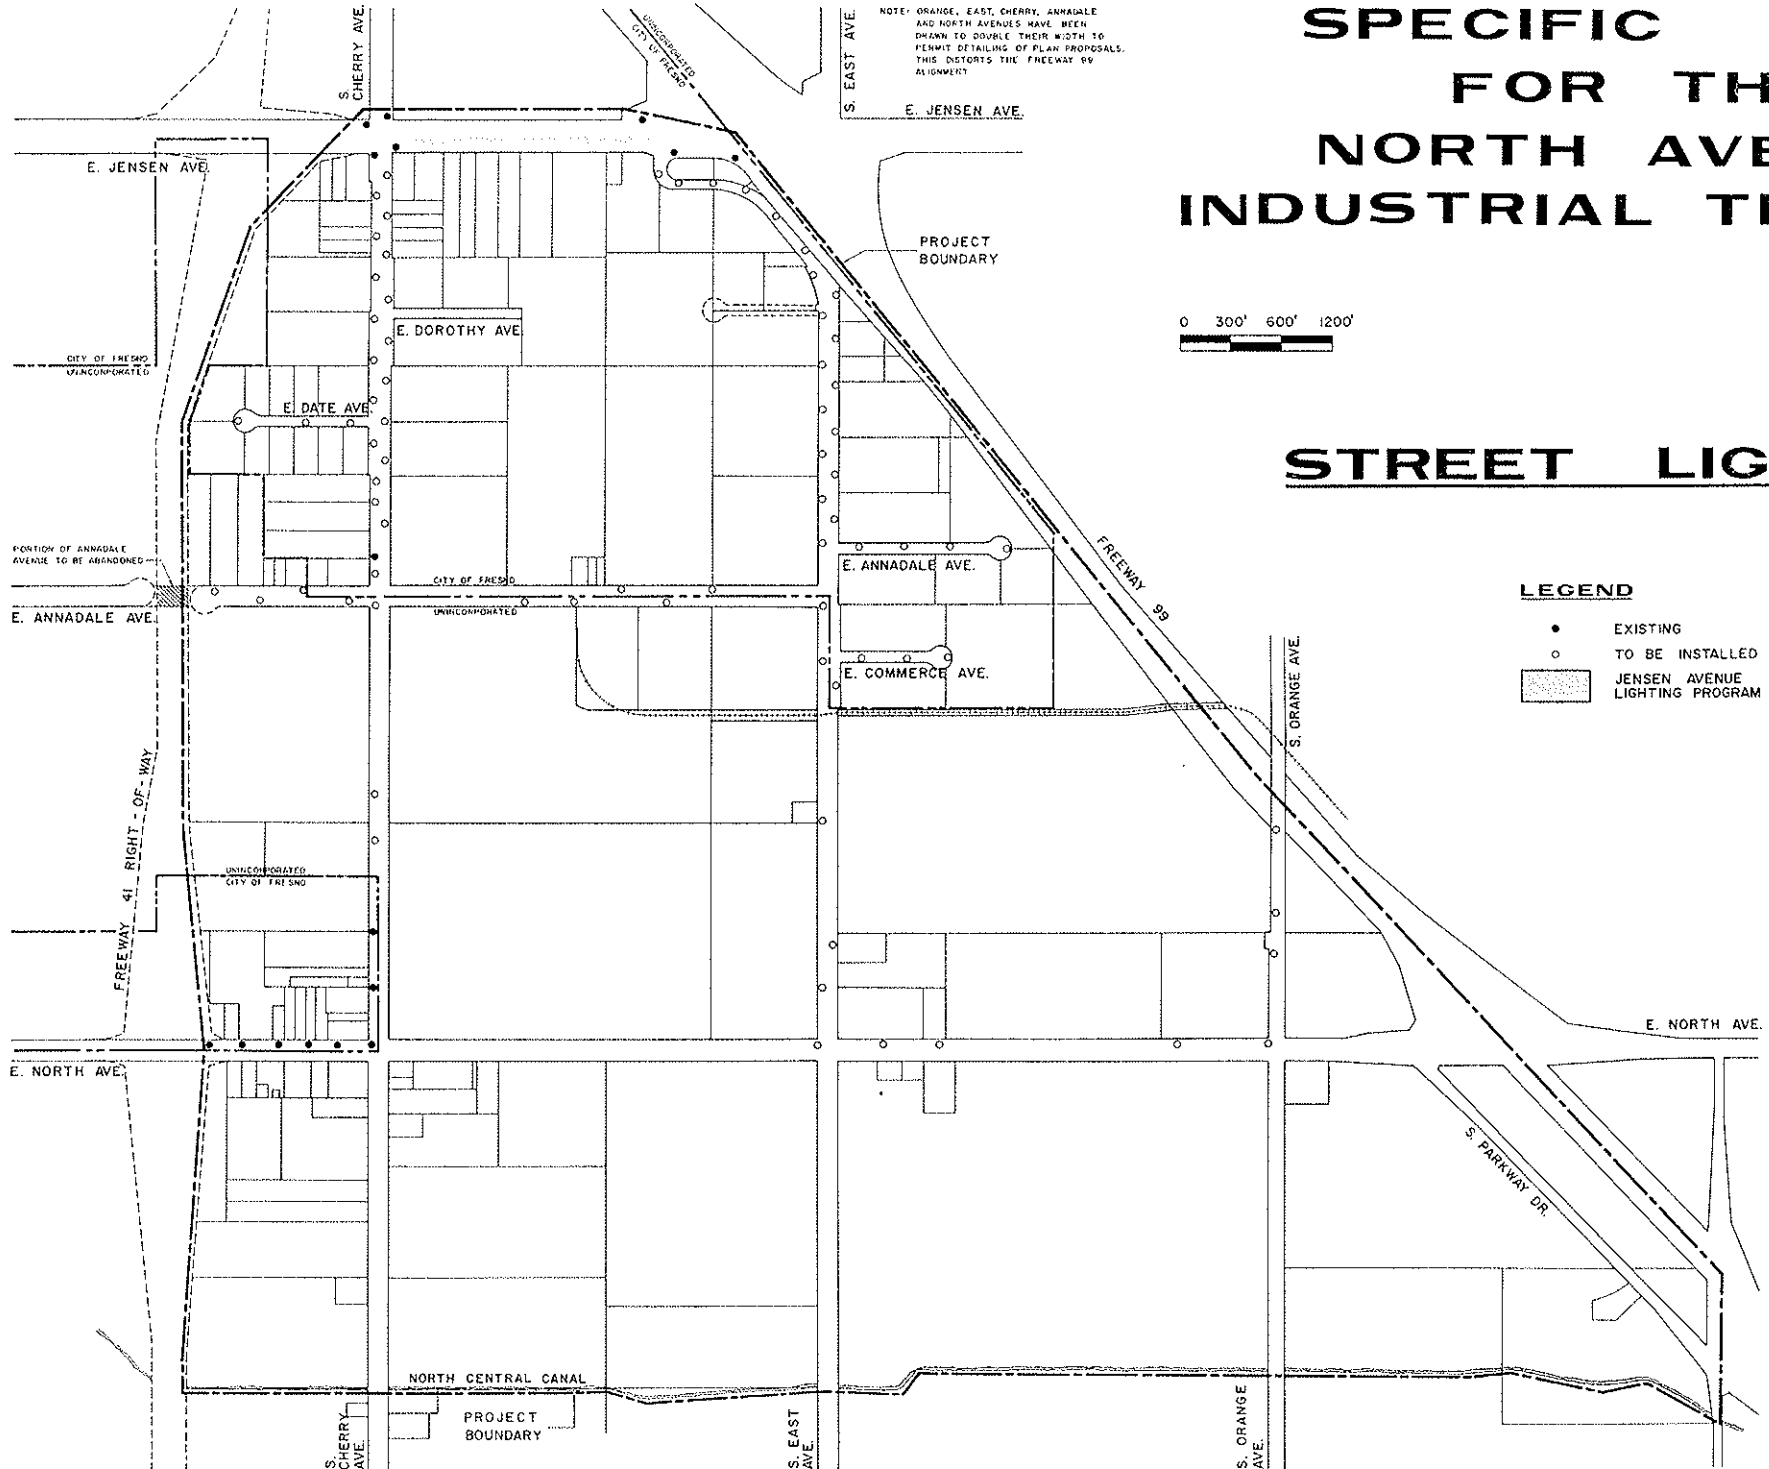 SPECIFIC
FOR TH
NORTH AVE
INDUSTRIAL T
STREET LIG
NOTE: ORANGE, EAST, CHERRY, ANNADALE
AND NORTH AVENUES HAVE BEEN
DRAWN TO DOUBLE THEIR WIDTH TO
PERMIT DETAILING OF PLAN PROPOSALS.
THIS DISTORTS THE FREEWAY 99
ALIGNMENT
S. CHERRY AVE.
UNINCORPORATED
CITY OF FRESNO
S. EAST AVE.
E. JENSEN AVE.
E. JENSEN AVE.
PROJECT
BOUNDARY
0 300' 600' 1200'
E. DOROTHY AVE.
CITY OF FRESNO
UNINCORPORATED
E. DATE AVE.
PORTION OF ANNADALE
AVENUE TO BE ABANDONED
E. ANNADALE AVE.
CITY OF FRESNO
UNINCORPORATED
E. ANNADALE AVE.
FREEWAY 99
LEGEND
EXISTING
TO BE INSTALLED
JENSEN AVENUE
LIGHTING PROGRAM
E. COMMERCE AVE.
S. ORANGE AVE.
FREEWAY 41 RIGHT-OF-WAY
UNINCORPORATED
CITY OF FRESNO
E. NORTH AVE.
E. NORTH AVE.
S. PARKWAY DR.
NORTH CENTRAL CANAL
PROJECT
BOUNDARY
S.
CHERRY
AVE.
S. EAST
AVE.
S. ORANGE
AVE.